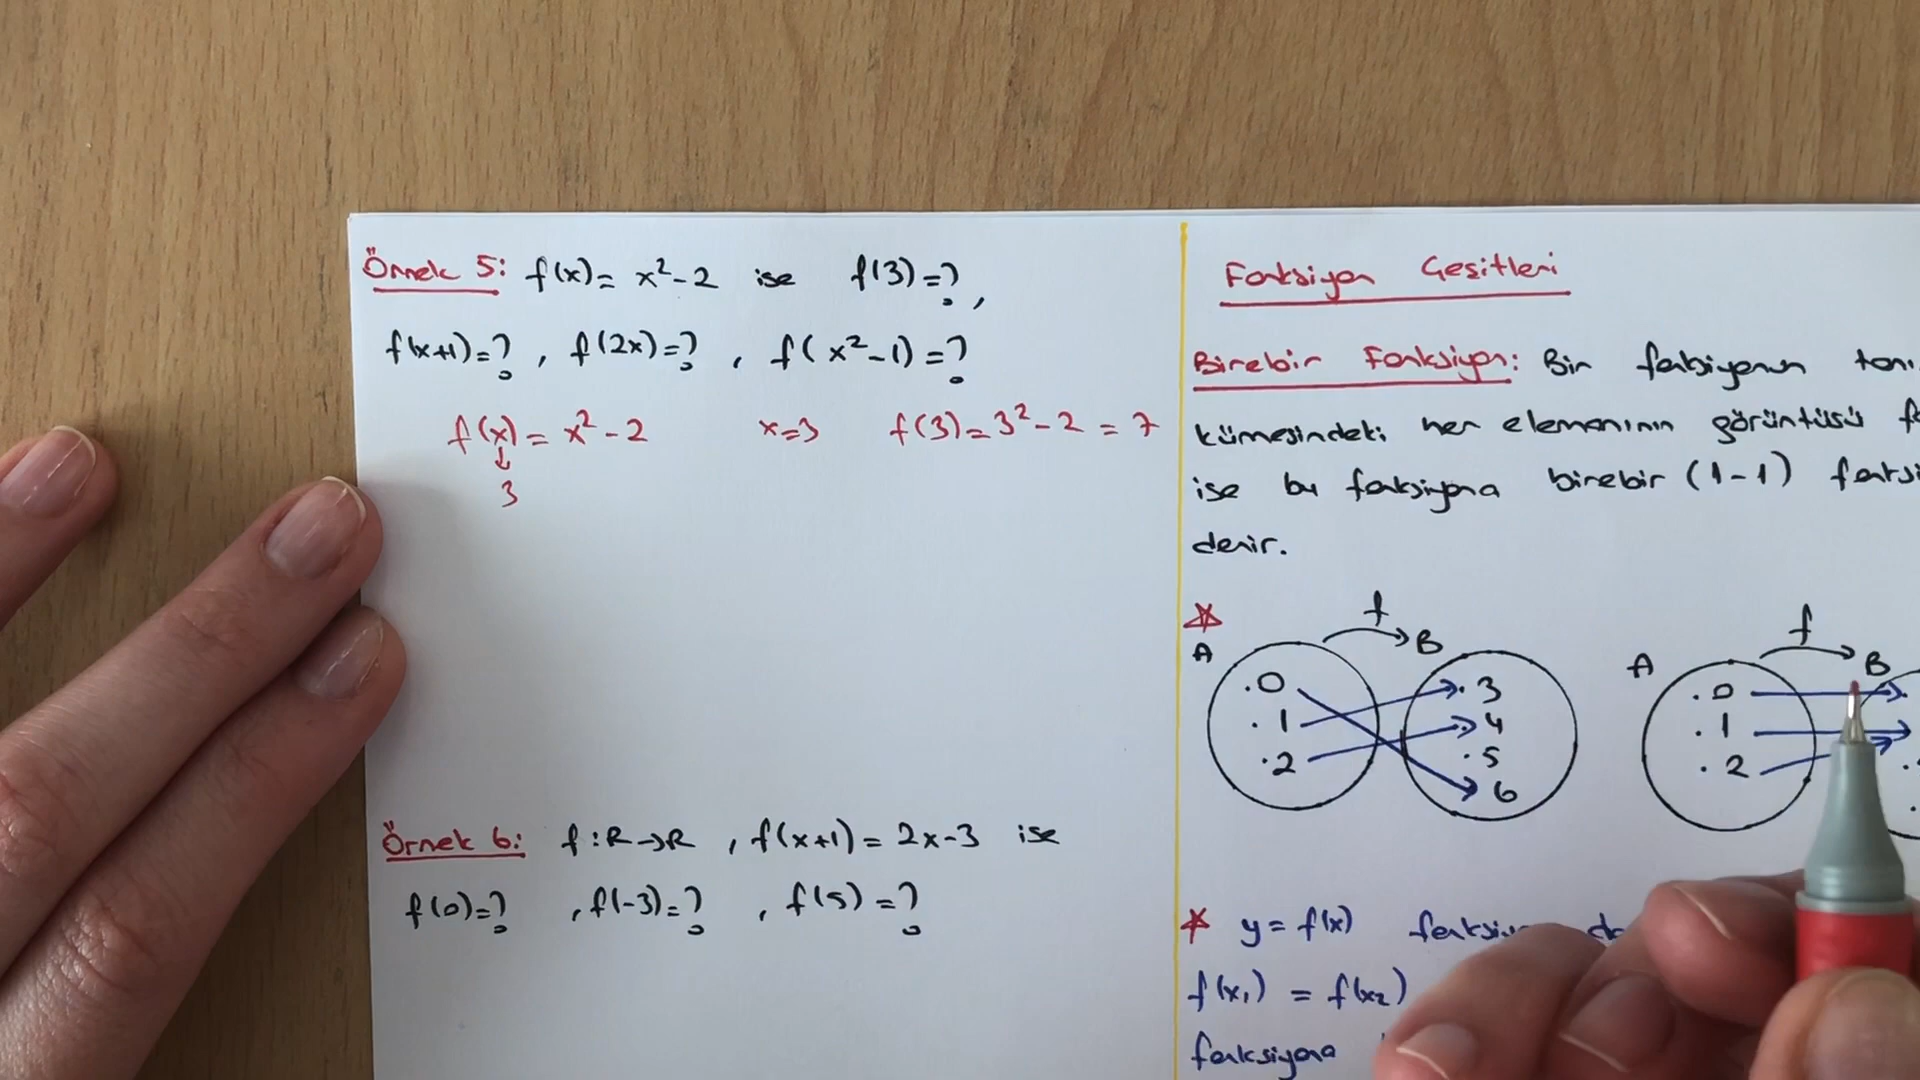 Örnek 5: f(x) = x² - 2 ise f(3) = ?,
f(x+1) = ? , f(2x) = ? , f(x² - 1) = ?
f(x) = x² - 2 x=3 f(3) = 3² - 2 = 7
↓
3
Örnek 6: f : R → R , f(x+1) = 2x - 3 ise
f(0) = ? , f(-3) = ? , f(5) = ?
Fonksiyon Çeşitleri
Birebir Fonksiyon: Bir fonksiyonun
kümesindeki her elemanının görüntüsü
ise bu fonksiyona birebir (1-1)
denir.
f
A B
.0 .3
.1 .4
.2 .5
6
f
A B
.0
.1
.2
* y = f(x)
f(x₁) = f(x₂)
fonksiyona